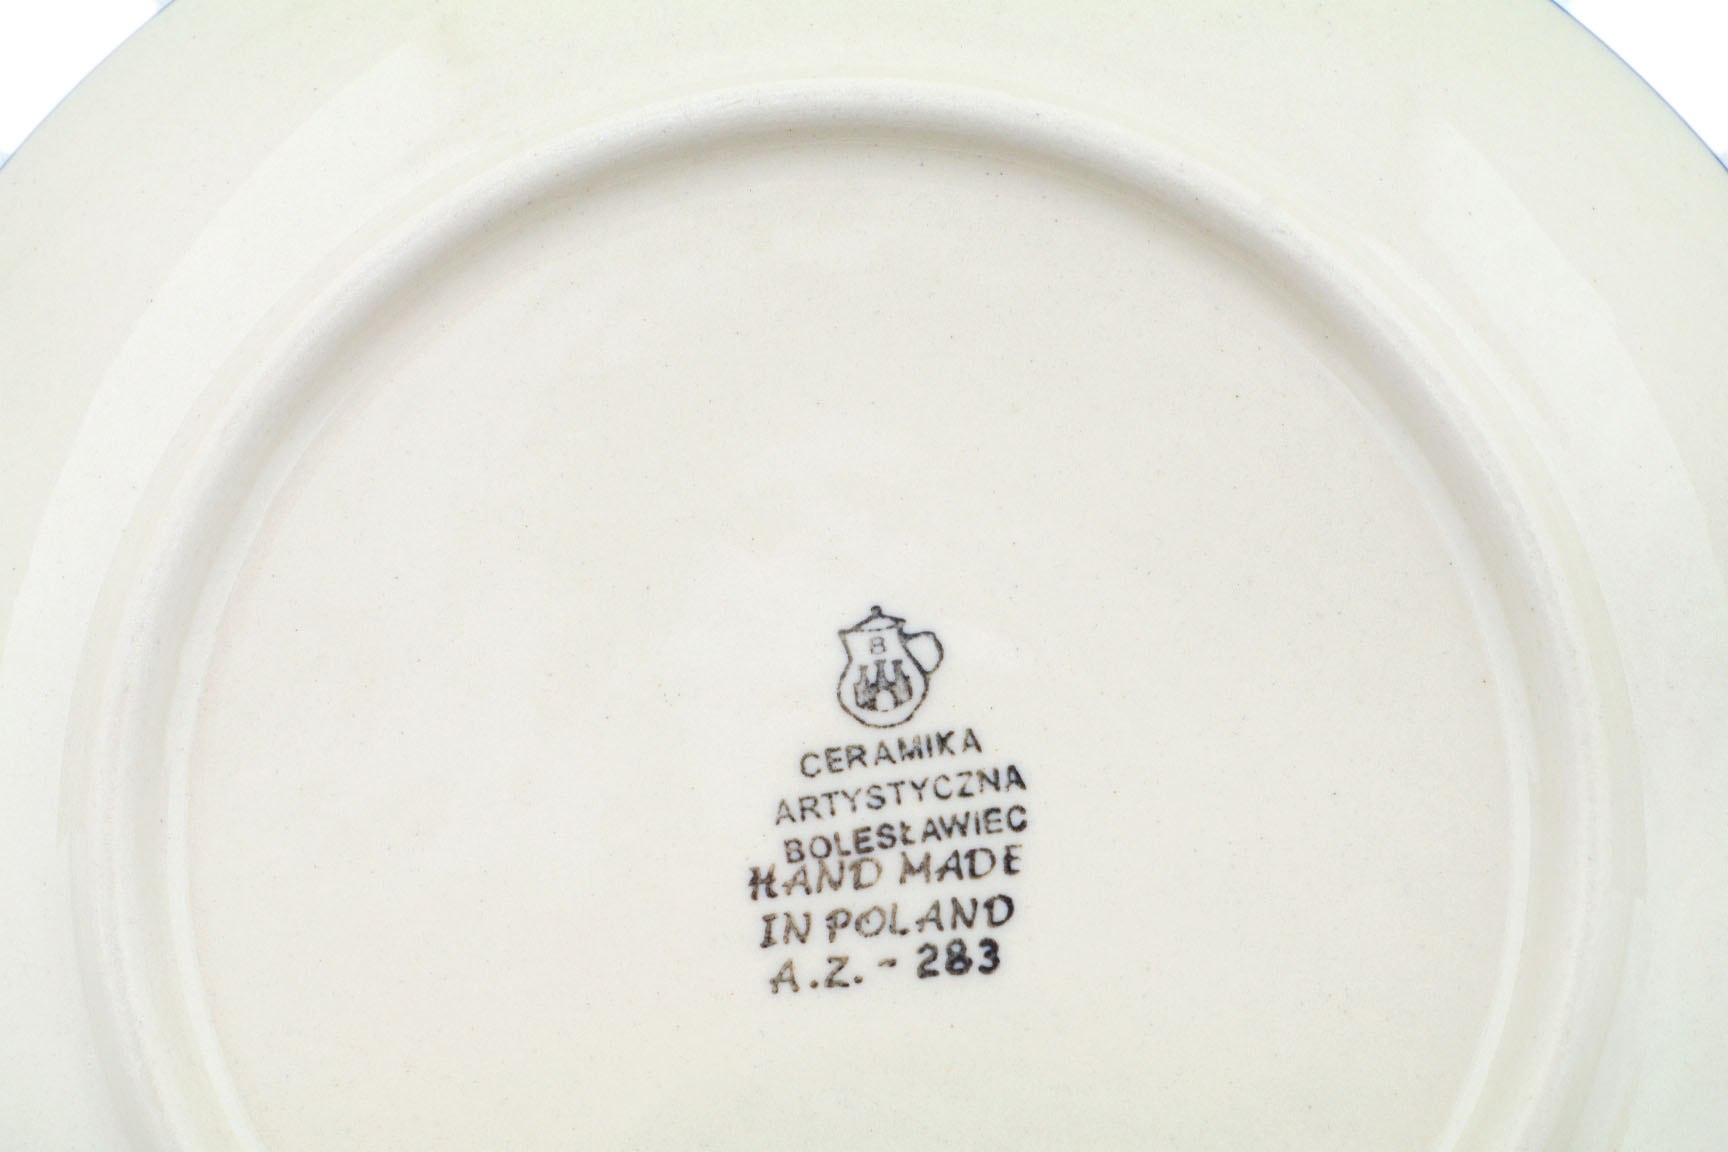 B
CERAMIKA
ARTYSTYCZNA
BOLESŁAWIEC
HAND MADE
IN POLAND
A.Z. - 283